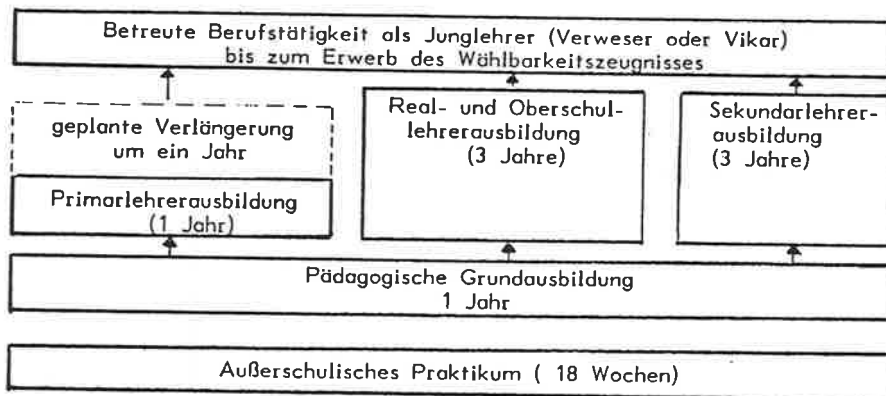 Betreute Berufstätigkeit als Junglehrer (Verweser oder Vikar)
bis zum Erwerb des Wählbarkeitszeugnisses
geplante Verlängerung
um ein Jahr
Primarlehrerausbildung
(1 Jahr)
Real- und Oberschul-
lehrerausbildung
(3 Jahre)
Sekundarlehrer-
ausbildung
(3 Jahre)
Pädagogische Grundausbildung
1 Jahr
Außerschulisches Praktikum ( 18 Wochen)